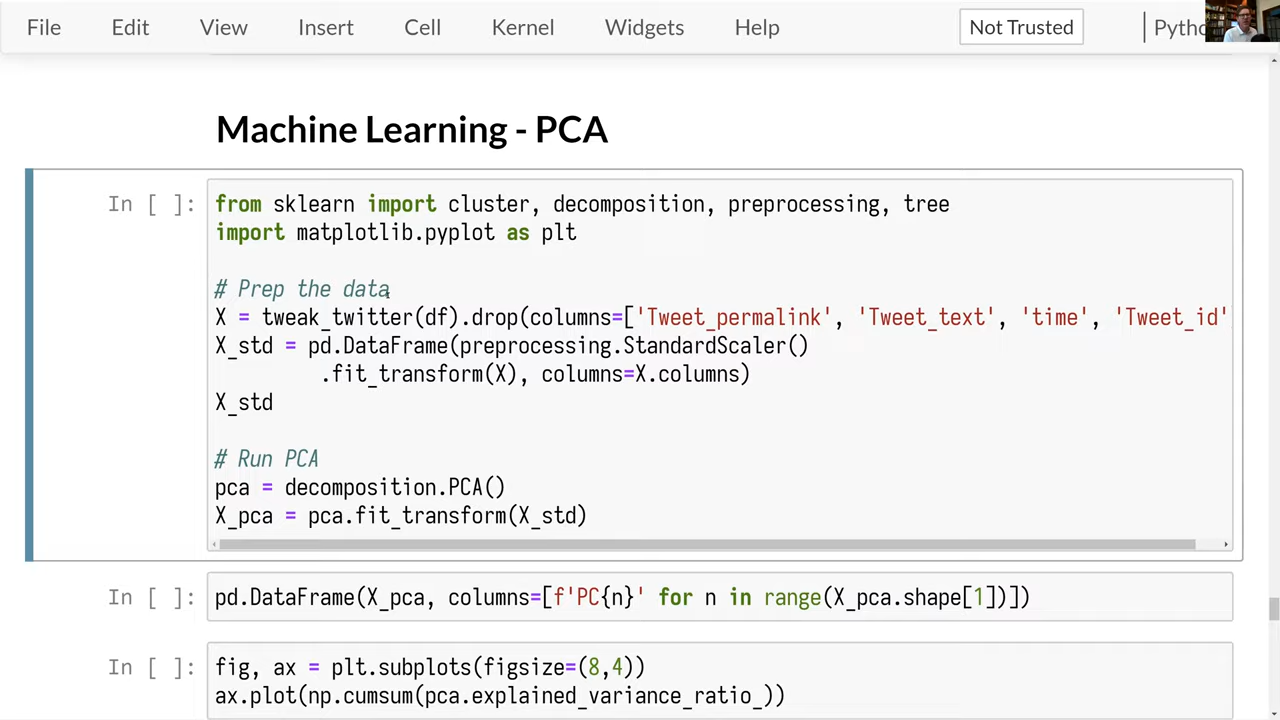 File Edit View Insert Cell Kernel Widgets Help Not Trusted
Machine Learning - PCA
In [ ]:
from sklearn import cluster, decomposition, preprocessing, tree
import matplotlib.pyplot as plt
# Prep the data
X = tweak_twitter(df).drop(columns=['Tweet_permalink', 'Tweet_text', 'time', 'Tweet_id'
X_std = pd.DataFrame(preprocessing.StandardScaler()
.fit_transform(X), columns=X.columns)
X_std
# Run PCA
pca = decomposition.PCA()
X_pca = pca.fit_transform(X_std)
In [ ]: pd.DataFrame(X_pca, columns=[f'PC{n}' for n in range(X_pca.shape[1])])
In [ ]: fig, ax = plt.subplots(figsize=(8,4))
ax.plot(np.cumsum(pca.explained_variance_ratio_))